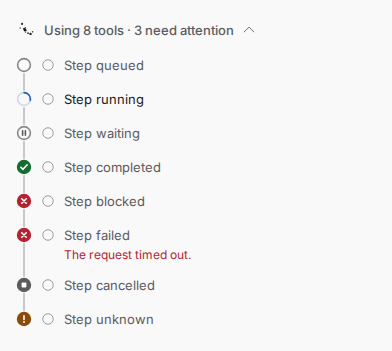 Using 8 tools · 3 need attention
Step queued
Step running
Step waiting
Step completed
Step blocked
Step failed
The request timed out.
Step cancelled
Step unknown